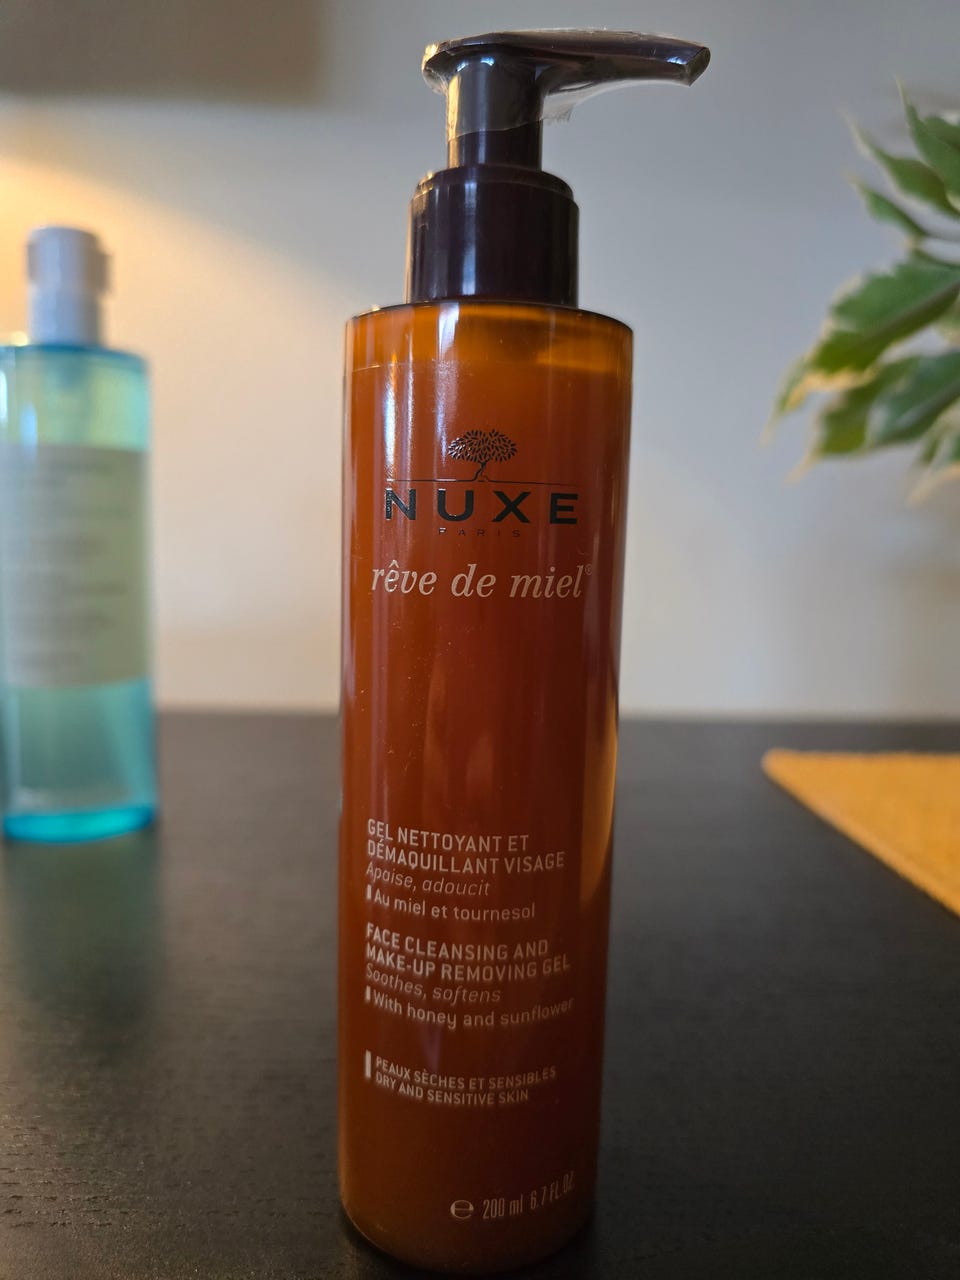 NUXE
PARIS
rêve de miel®
GEL NETTOYANT ET
DÉMAQUILLANT VISAGE
Apaise, adoucit
Au miel et tournesol
FACE CLEANSING AND
MAKE-UP REMOVING GEL
Soothes, softens
With honey and sunflower
PEAUX SÈCHES ET SENSIBLES
DRY AND SENSITIVE SKIN
℮ 200 ml 6.7 FL.OZ.